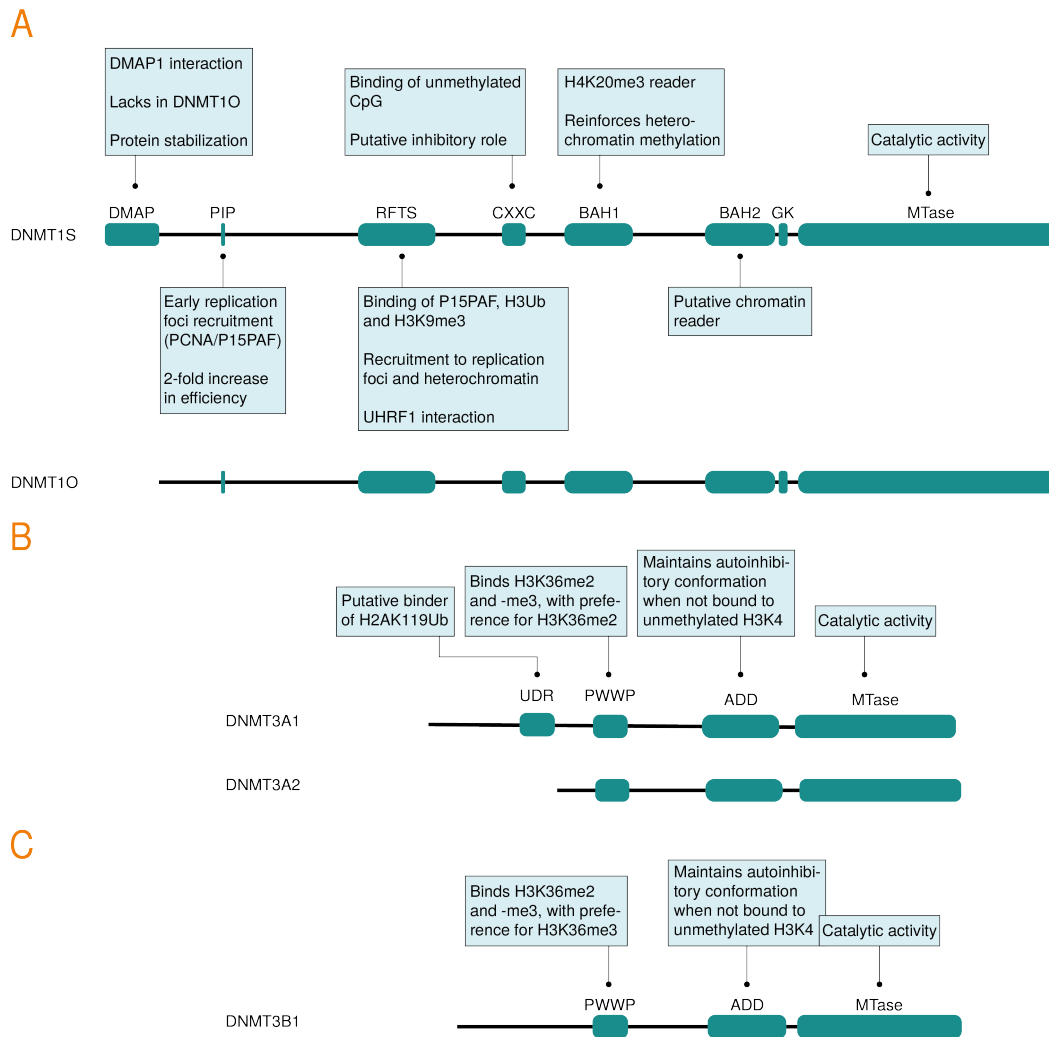 A
DMAP1 interaction
Lacks in DNMT1O
Protein stabilization
Binding of unmethylated
CpG
Putative inhibitory role
H4K20me3 reader
Reinforces hetero-
chromatin methylation
Catalytic activity
DMAP
PIP
RFTS
CXXC
BAH1
BAH2
GK
MTase
DNMT1S
Early replication
foci recruitment
(PCNA/P15PAF)
2-fold increase
in efficiency
Binding of P15PAF, H3Ub
and H3K9me3
Recruitment to replication
foci and heterochromatin
UHRF1 interaction
Putative chromatin
reader
DNMT1O
B
Putative binder
of H2AK119Ub
Binds H3K36me2
and -me3, with prefe-
rence for H3K36me2
Maintains autoinhibi-
tory conformation
when not bound to
unmethylated H3K4
Catalytic activity
UDR
PWWP
ADD
MTase
DNMT3A1
DNMT3A2
C
Binds H3K36me2
and -me3, with prefe-
rence for H3K36me3
Maintains autoinhibi-
tory conformation
when not bound to
unmethylated H3K4
Catalytic activity
PWWP
ADD
MTase
DNMT3B1